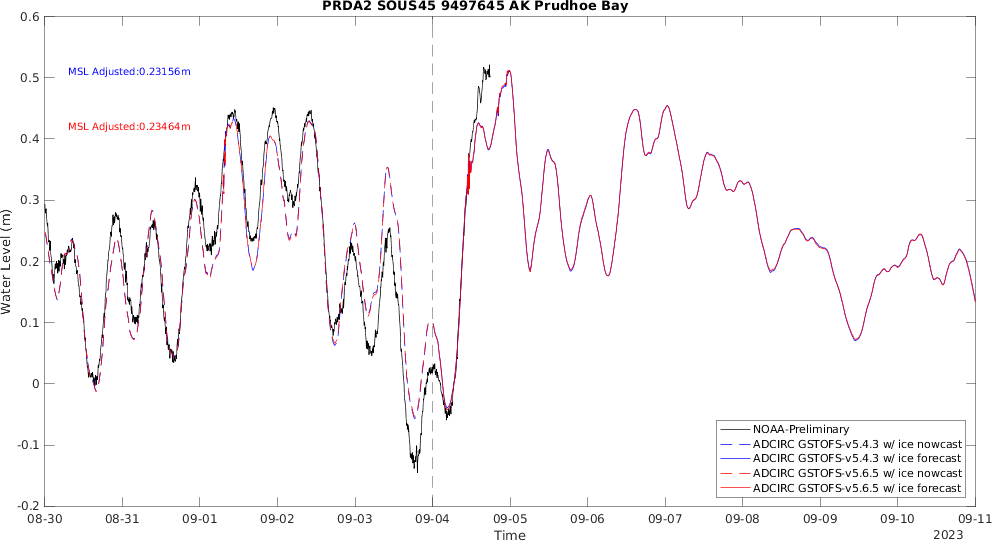 PRDA2 SOUS45 9497645 AK Prudhoe Bay
0.6
0.5
0.4
0.3
0.2
0.1
0
-0.1
-0.2
Water Level (m)
MSL Adjusted:0.23156m
MSL Adjusted:0.23464m
NOAA-Preliminary
ADCIRC GSTOFS-v5.4.3 w/ ice nowcast
ADCIRC GSTOFS-v5.4.3 w/ ice forecast
ADCIRC GSTOFS-v5.6.5 w/ ice nowcast
ADCIRC GSTOFS-v5.6.5 w/ ice forecast
08-30 08-31 09-01 09-02 09-03 09-04 09-05 09-06 09-07 09-08 09-09 09-10 09-11
Time
2023